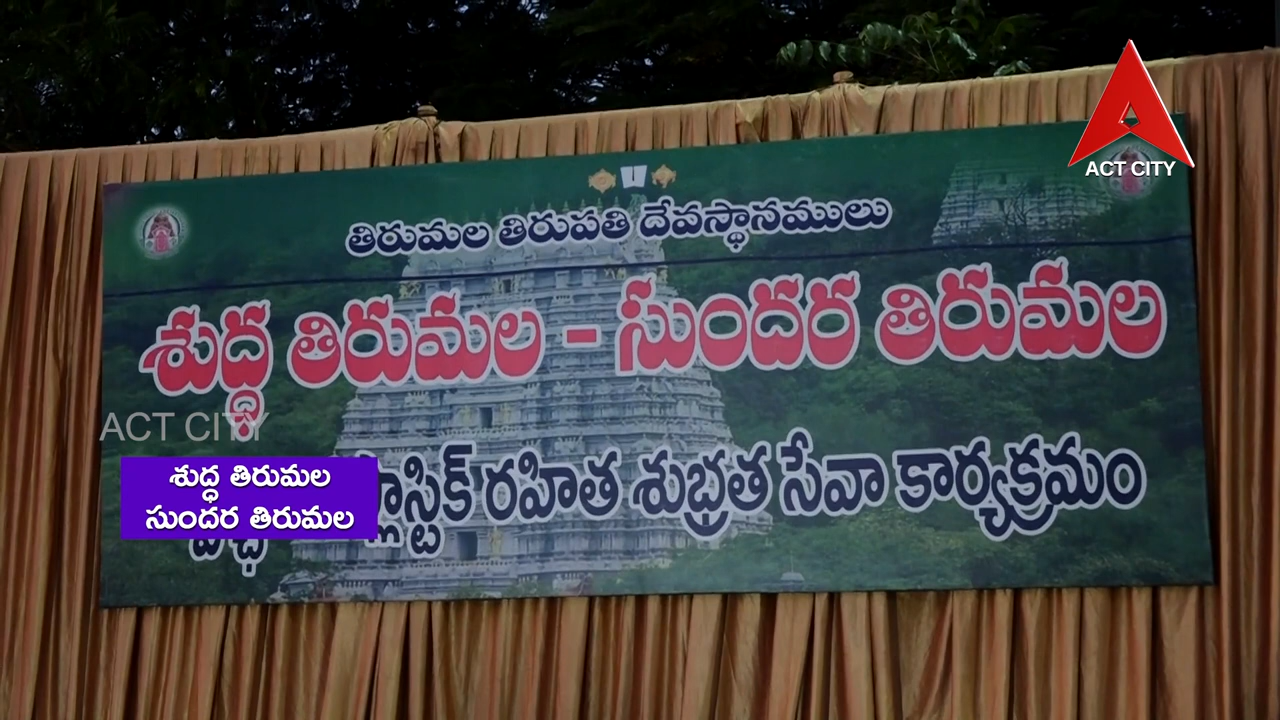 ACT CITY
తిరుమల తిరుపతి దేవస్థానములు
శుద్ధ తిరుమల - సుందర తిరుమల
ACT CITY
రహిత శుభ్రత సేవా కార్యక్రమం
శుద్ధ తిరుమల
సుందర తిరుమల